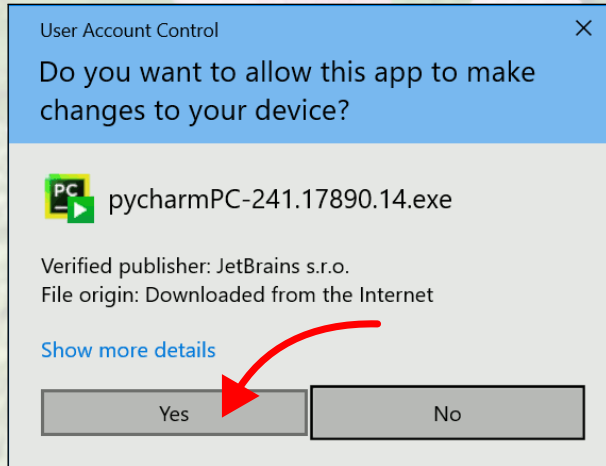 User Account Control
Do you want to allow this app to make
changes to your device?
PC
pycharmPC-241.17890.14.exe
Verified publisher: JetBrains s.r.o.
File origin: Downloaded from the Internet
Show more details
Yes
No